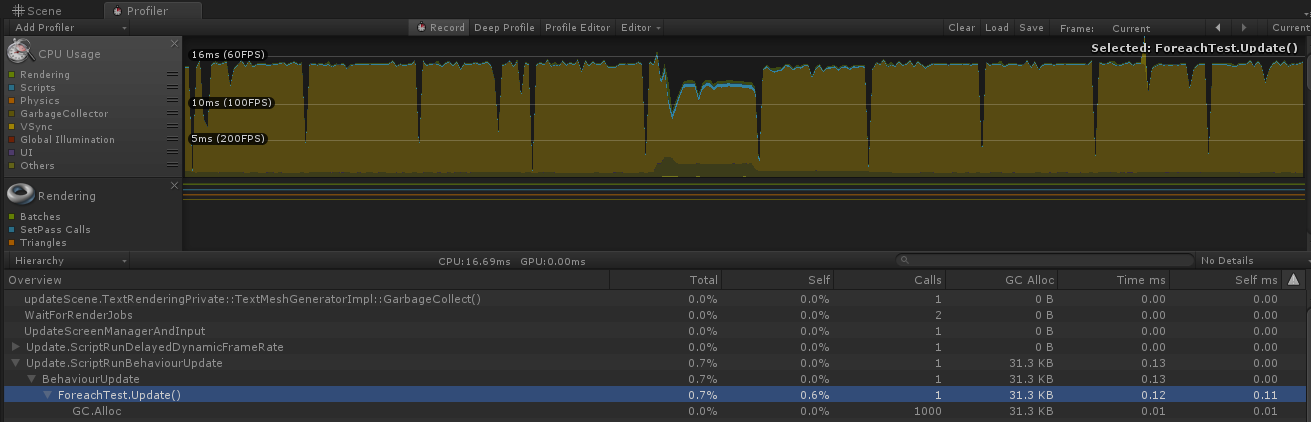 Scene Profiler
Add Profiler Record Deep Profile Profile Editor Editor Clear Load Save Frame: Current Current
CPU Usage
Selected: ForeachTest.Update()
16ms (60FPS)
Rendering
Scripts
Physics
10ms (100FPS)
GarbageCollector
VSync
5ms (200FPS)
Global Illumination
UI
Others
Rendering
Batches
SetPass Calls
Triangles
Hierarchy CPU:16.69ms GPU:0.00ms No Details
Overview Total Self Calls GC Alloc Time ms Self ms
updateScene.TextRenderingPrivate::TextMeshGeneratorImpl::GarbageCollect() 0.0% 0.0% 1 0 B 0.00 0.00
WaitForRenderJobs 0.0% 0.0% 2 0 B 0.00 0.00
UpdateScreenManagerAndInput 0.0% 0.0% 1 0 B 0.00 0.00
Update.ScriptRunDelayedDynamicFrameRate 0.0% 0.0% 1 0 B 0.00 0.00
Update.ScriptRunBehaviourUpdate 0.7% 0.0% 1 31.3 KB 0.13 0.00
BehaviourUpdate 0.7% 0.0% 1 31.3 KB 0.13 0.00
ForeachTest.Update() 0.7% 0.6% 1 31.3 KB 0.12 0.11
GC.Alloc 0.0% 0.0% 1000 31.3 KB 0.01 0.01